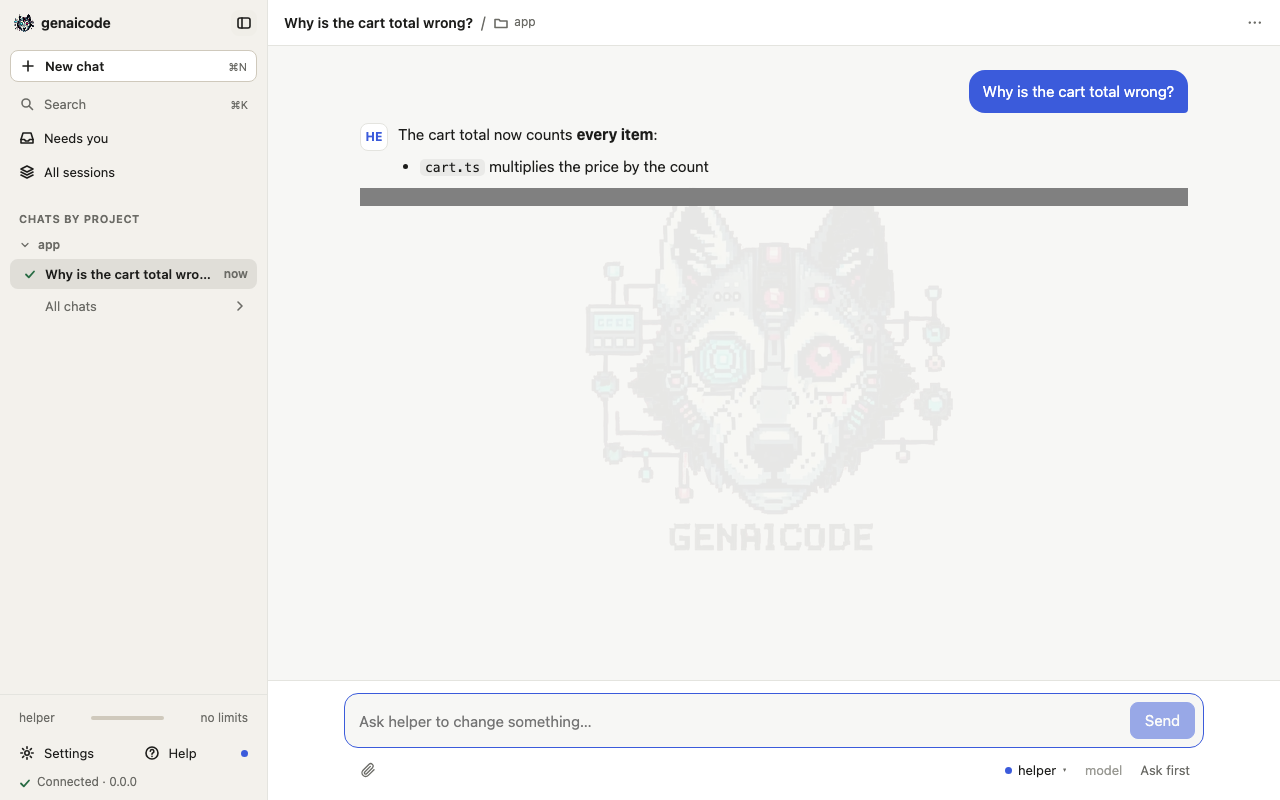 genaicode
New chat ⌘N
Search ⌘K
Needs you
All sessions
CHATS BY PROJECT
app
Why is the cart total wro... now
All chats
helper no limits
Settings Help
Connected · 0.0.0
Why is the cart total wrong? / app
Why is the cart total wrong?
HE The cart total now counts every item:
• cart.ts multiplies the price by the count
GENAICODE
Ask helper to change something... Send
helper model Ask first